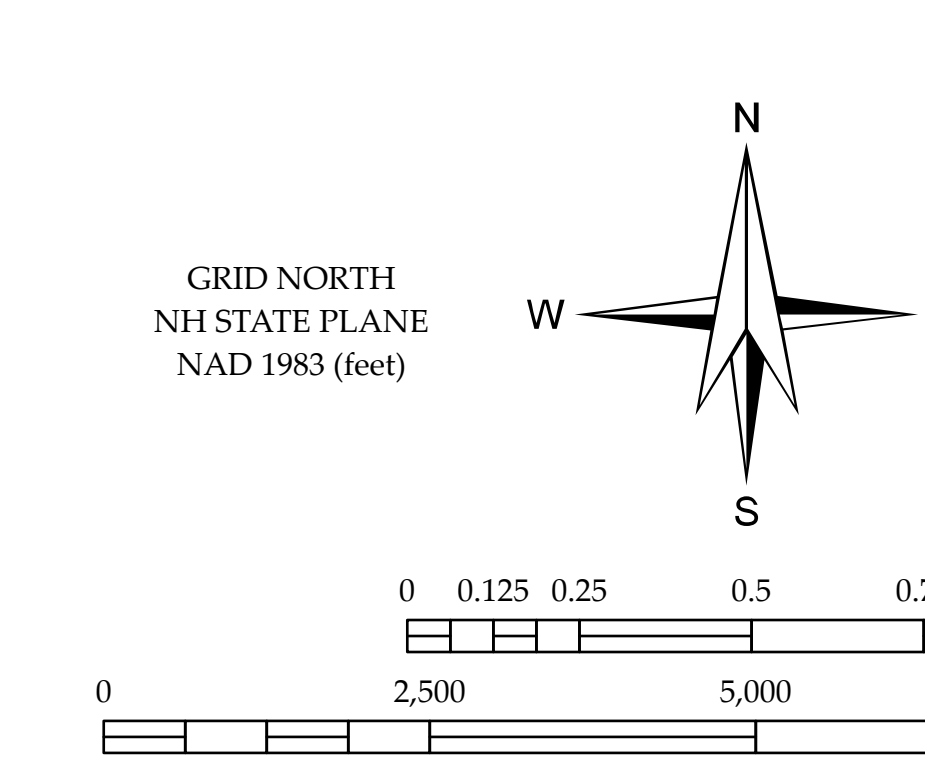 N
GRID NORTH
NH STATE PLANE
NAD 1983 (feet)
W
S
0 0.125 0.25 0.5
0 2,500 5,000